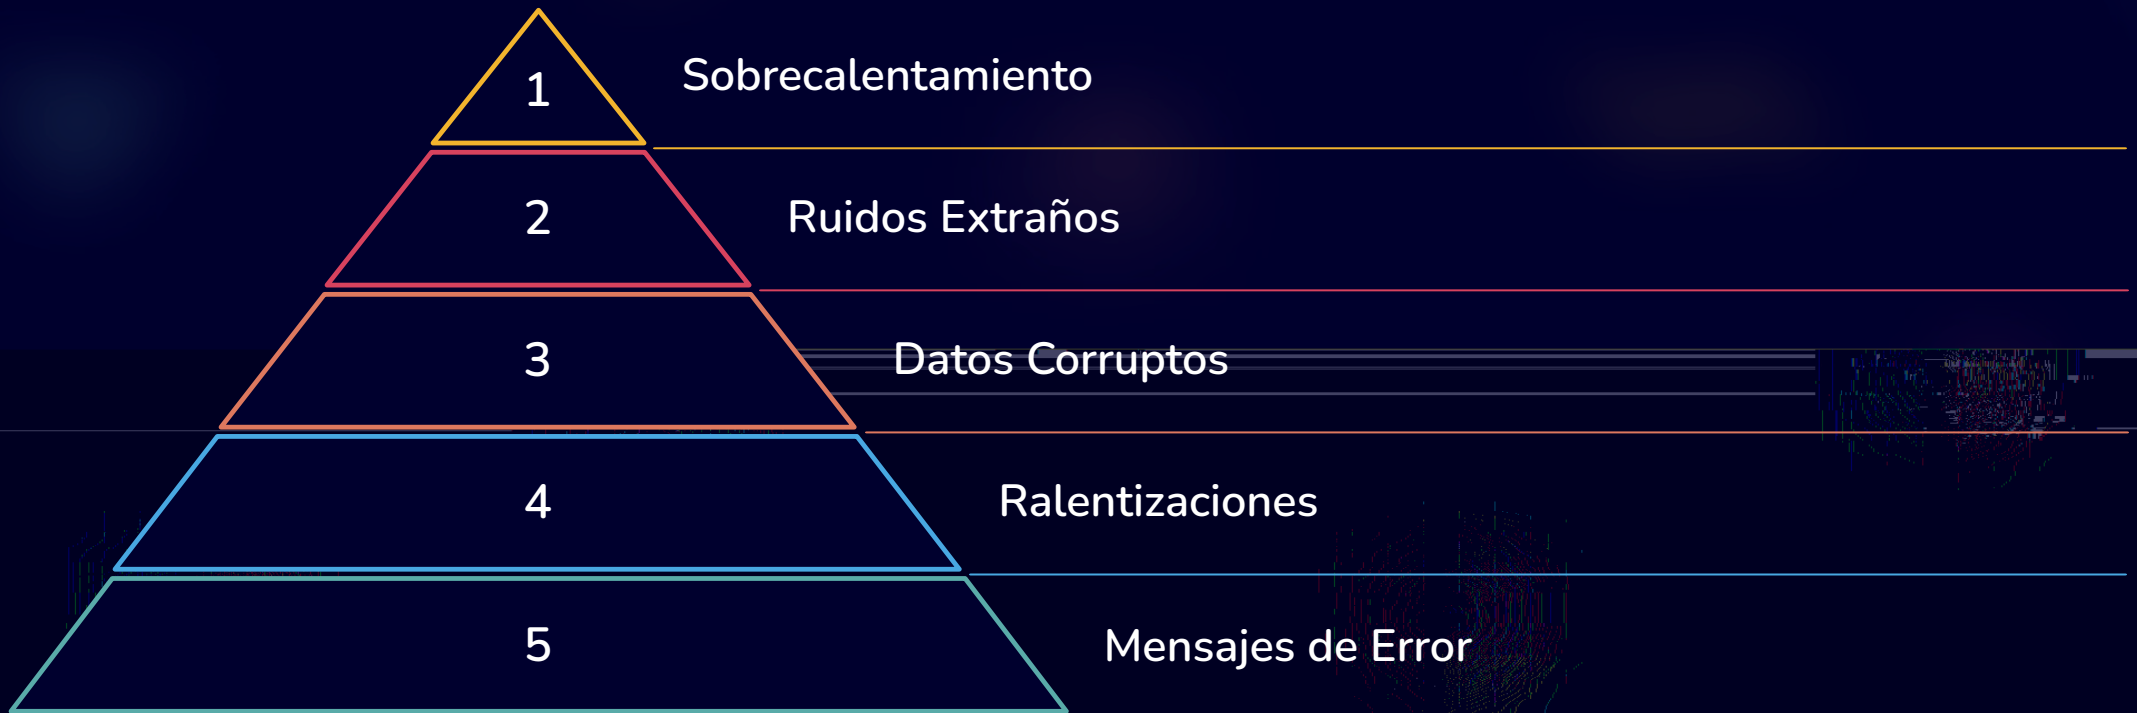 1
Sobrecalentamiento
2
Ruidos Extraños
3
Datos Corruptos
4
Ralentizaciones
5
Mensajes de Error